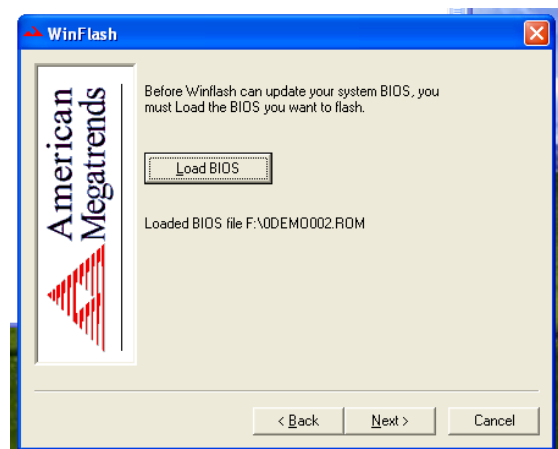 WinFlash
American
Megatrends
Before Winflash can update your system BIOS, you
must Load the BIOS you want to flash.
Load BIOS
Loaded BIOS file F:\0DEMO002.ROM
< Back
Next >
Cancel